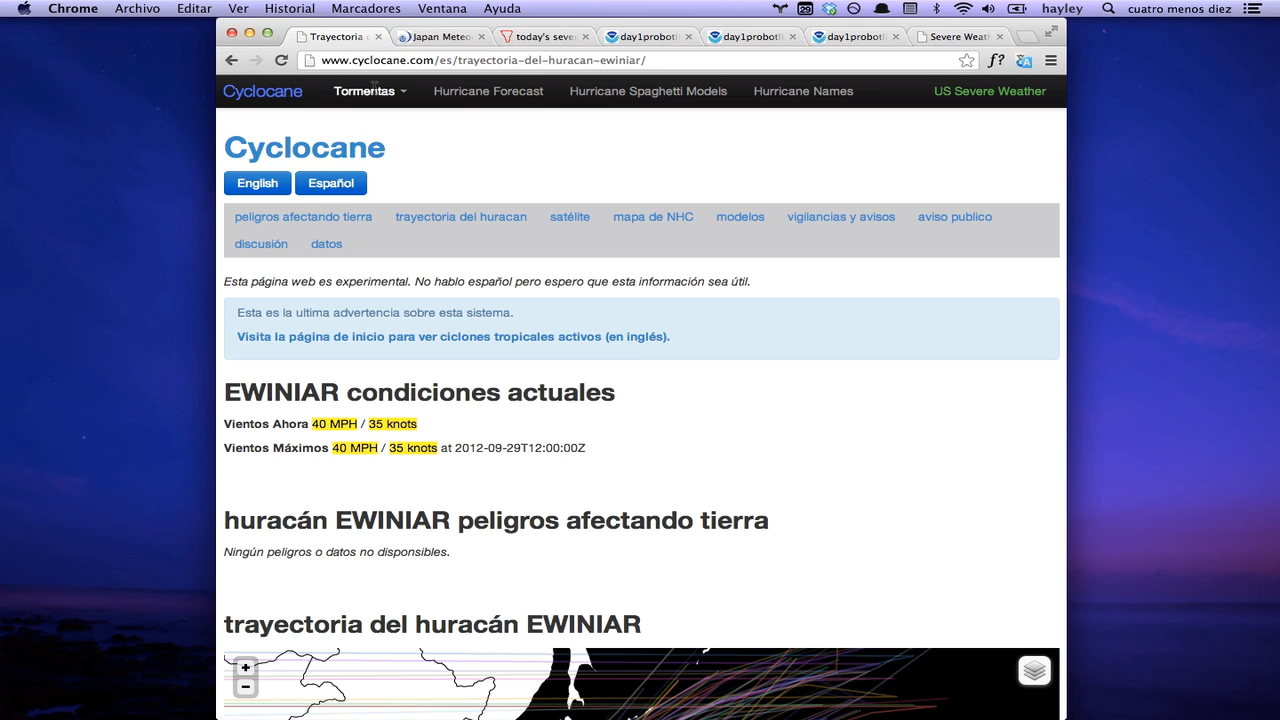 Chrome Archivo Editar Ver Historial Marcadores Ventana Ayuda 29 hayley cuatro menos diez
Trayectoria Japan Meteo today's seve day1probotl day1probotl day1probotl Severe Weath
www.cyclocane.com/es/trayectoria-del-huracan-ewiniar/ f?
Cyclocane Tormentas Hurricane Forecast Hurricane Spaghetti Models Hurricane Names US Severe Weather
Cyclocane
English Español
peligros afectando tierra trayectoria del huracan satélite mapa de NHC modelos vigilancias y avisos aviso publico
discusión datos
Esta página web es experimental. No hablo español pero espero que esta información sea útil.
Esta es la ultima advertencia sobre esta sistema.
Visita la página de inicio para ver ciclones tropicales activos (en inglés).
EWINIAR condiciones actuales
Vientos Ahora 40 MPH / 35 knots
Vientos Máximos 40 MPH / 35 knots at 2012-09-29T12:00:00Z
huracán EWINIAR peligros afectando tierra
Ningún peligros o datos no disponsibles.
trayectoria del huracán EWINIAR
+
−